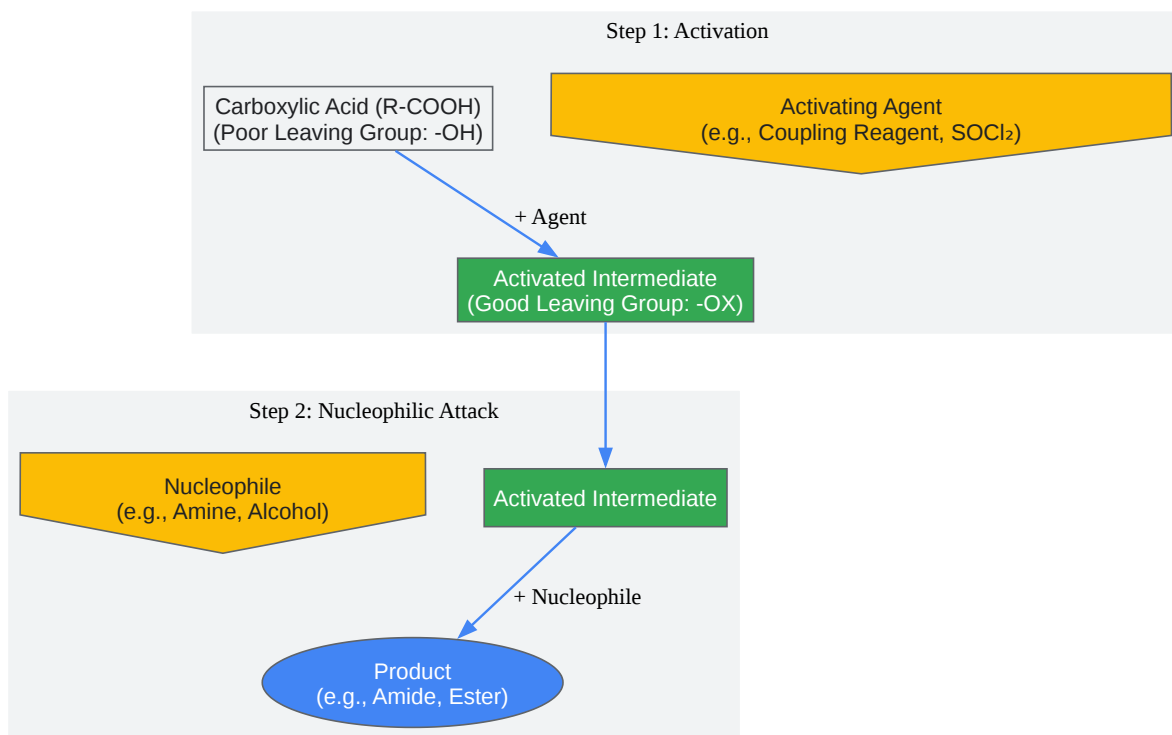 Step 1: Activation
Carboxylic Acid (R-COOH)
(Poor Leaving Group: -OH)
Activating Agent
(e.g., Coupling Reagent, SOCl₂)
+ Agent
Activated Intermediate
(Good Leaving Group: -OX)
Step 2: Nucleophilic Attack
Nucleophile
(e.g., Amine, Alcohol)
Activated Intermediate
+ Nucleophile
Product
(e.g., Amide, Ester)